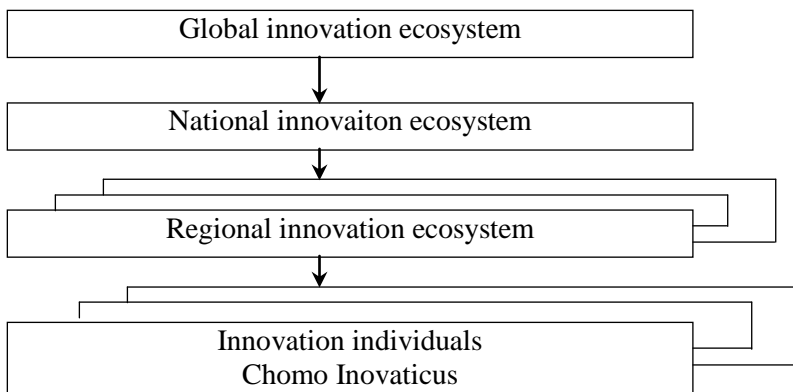 Global innovation ecosystem
National innovaiton ecosystem
Regional innovation ecosystem
Innovation individuals
Chomo Inovaticus